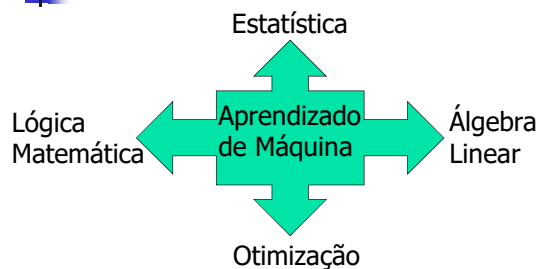 Estatística
Lógica
Matemática
Aprendizado
de Máquina
Álgebra
Linear
Otimização